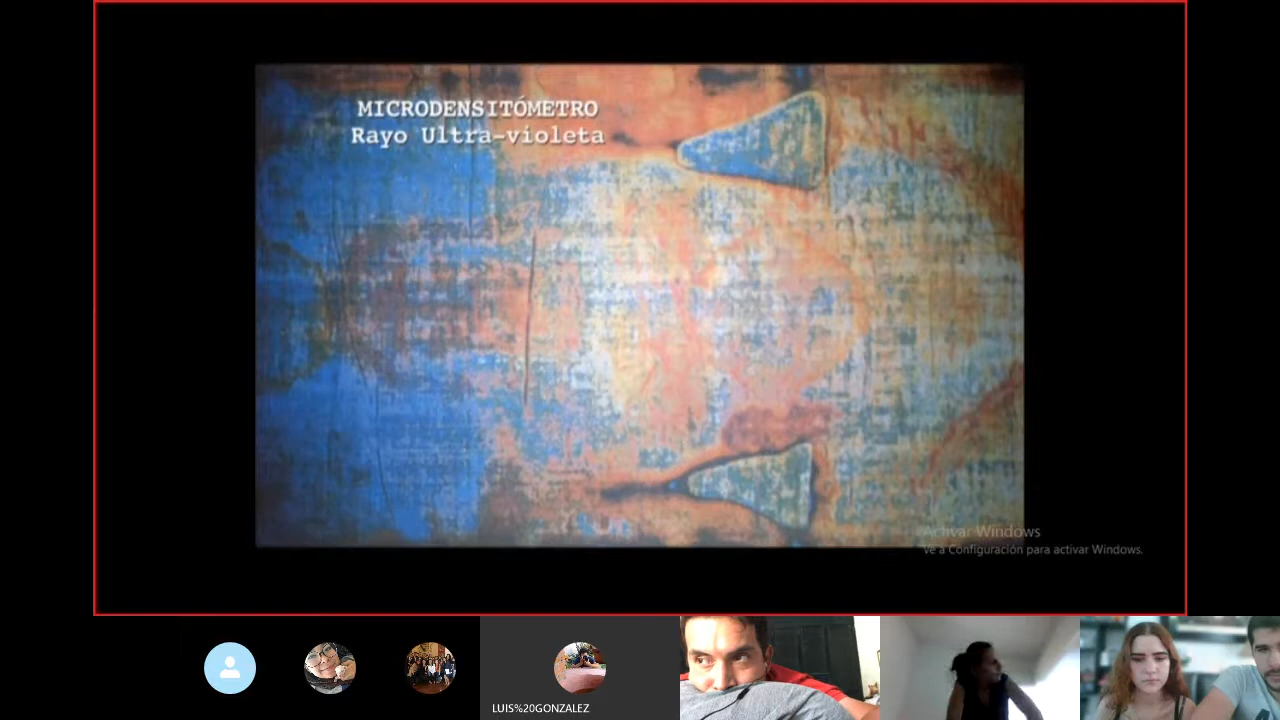 MICRODENSITÓMETRO
Rayo Ultra-violeta
Activar Windows
Ve a Configuración para activar Windows.
LUIS%20GONZALEZ